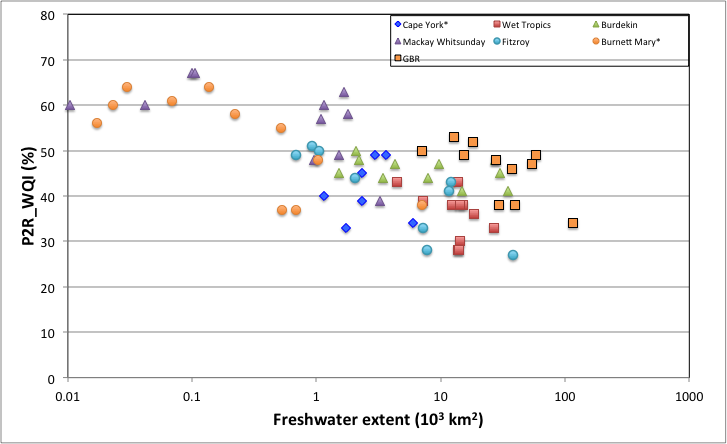 80
70
60
50
40
30
20
10
0
P2R_WQI (%)
Cape York* Wet Tropics Burdekin
Mackay Whitsunday Fitzroy Burnett Mary*
GBR
0.01 0.1 1 10 100 1000
Freshwater extent (10³ km²)